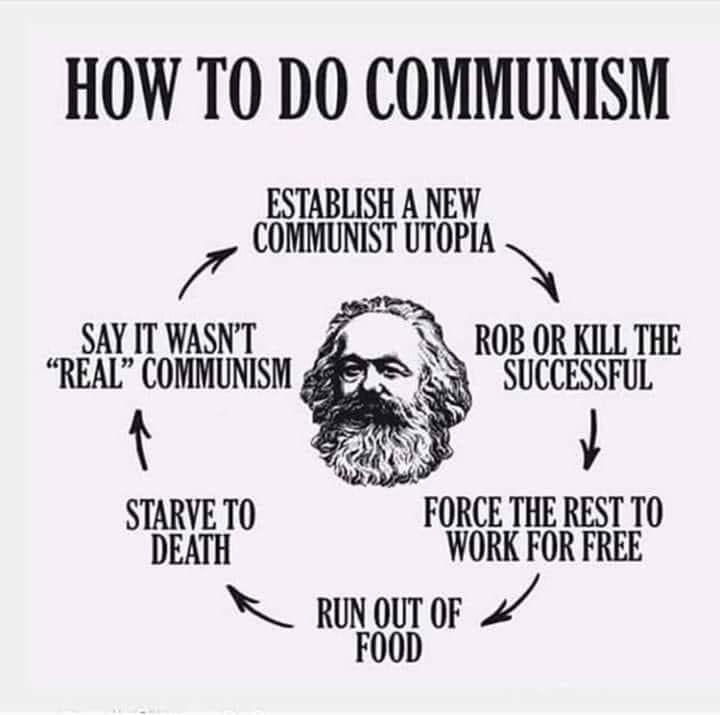 HOW TO DO COMMUNISM
ESTABLISH A NEW
COMMUNIST UTOPIA
ROB OR KILL THE
SUCCESSFUL
FORCE THE REST TO
WORK FOR FREE
RUN OUT OF
FOOD
STARVE TO
DEATH
SAY IT WASN'T
“REAL” COMMUNISM